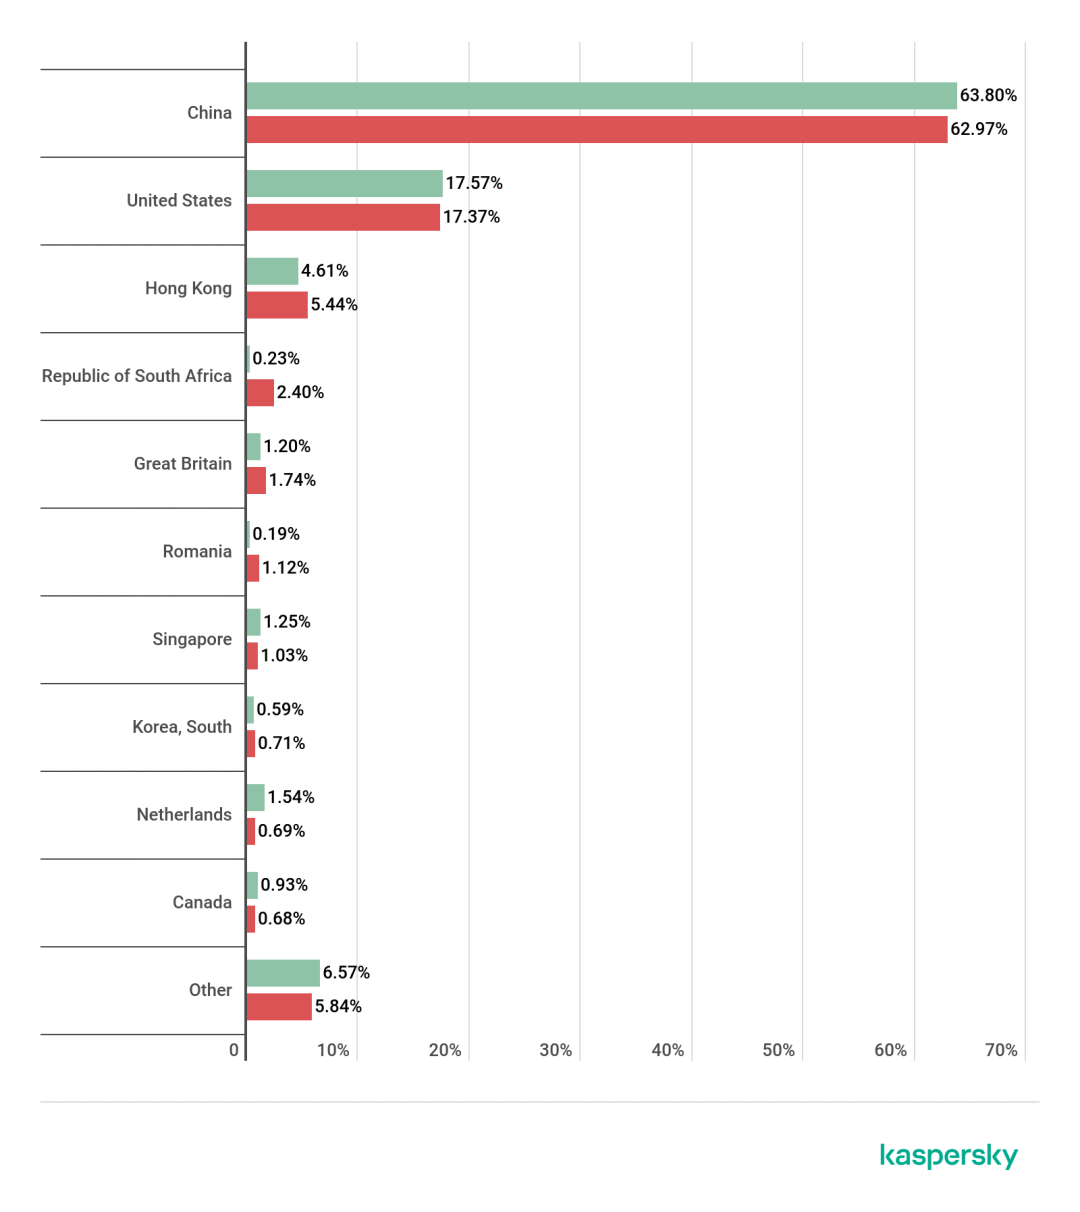 China
63.80%
62.97%
United States
17.57%
17.37%
Hong Kong
4.61%
5.44%
Republic of South Africa
0.23%
2.40%
Great Britain
1.20%
1.74%
Romania
0.19%
1.12%
Singapore
1.25%
1.03%
Korea, South
0.59%
0.71%
Netherlands
1.54%
0.69%
Canada
0.93%
0.68%
Other
6.57%
5.84%
0 10% 20% 30% 40% 50% 60% 70%
kaspersky